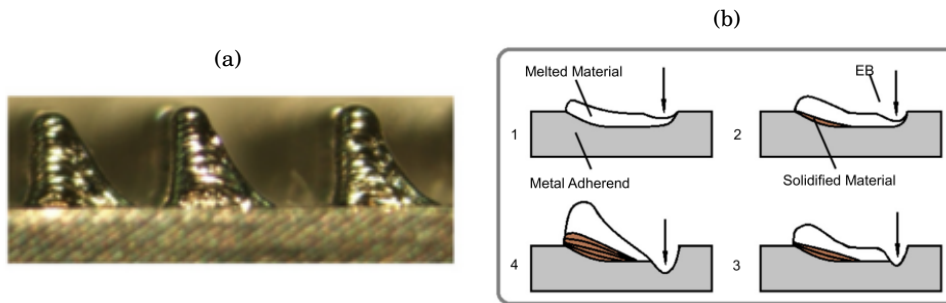 (a)
(b)
Melted Material
EB
1
2
Metal Adherend
Solidified Material
4
3